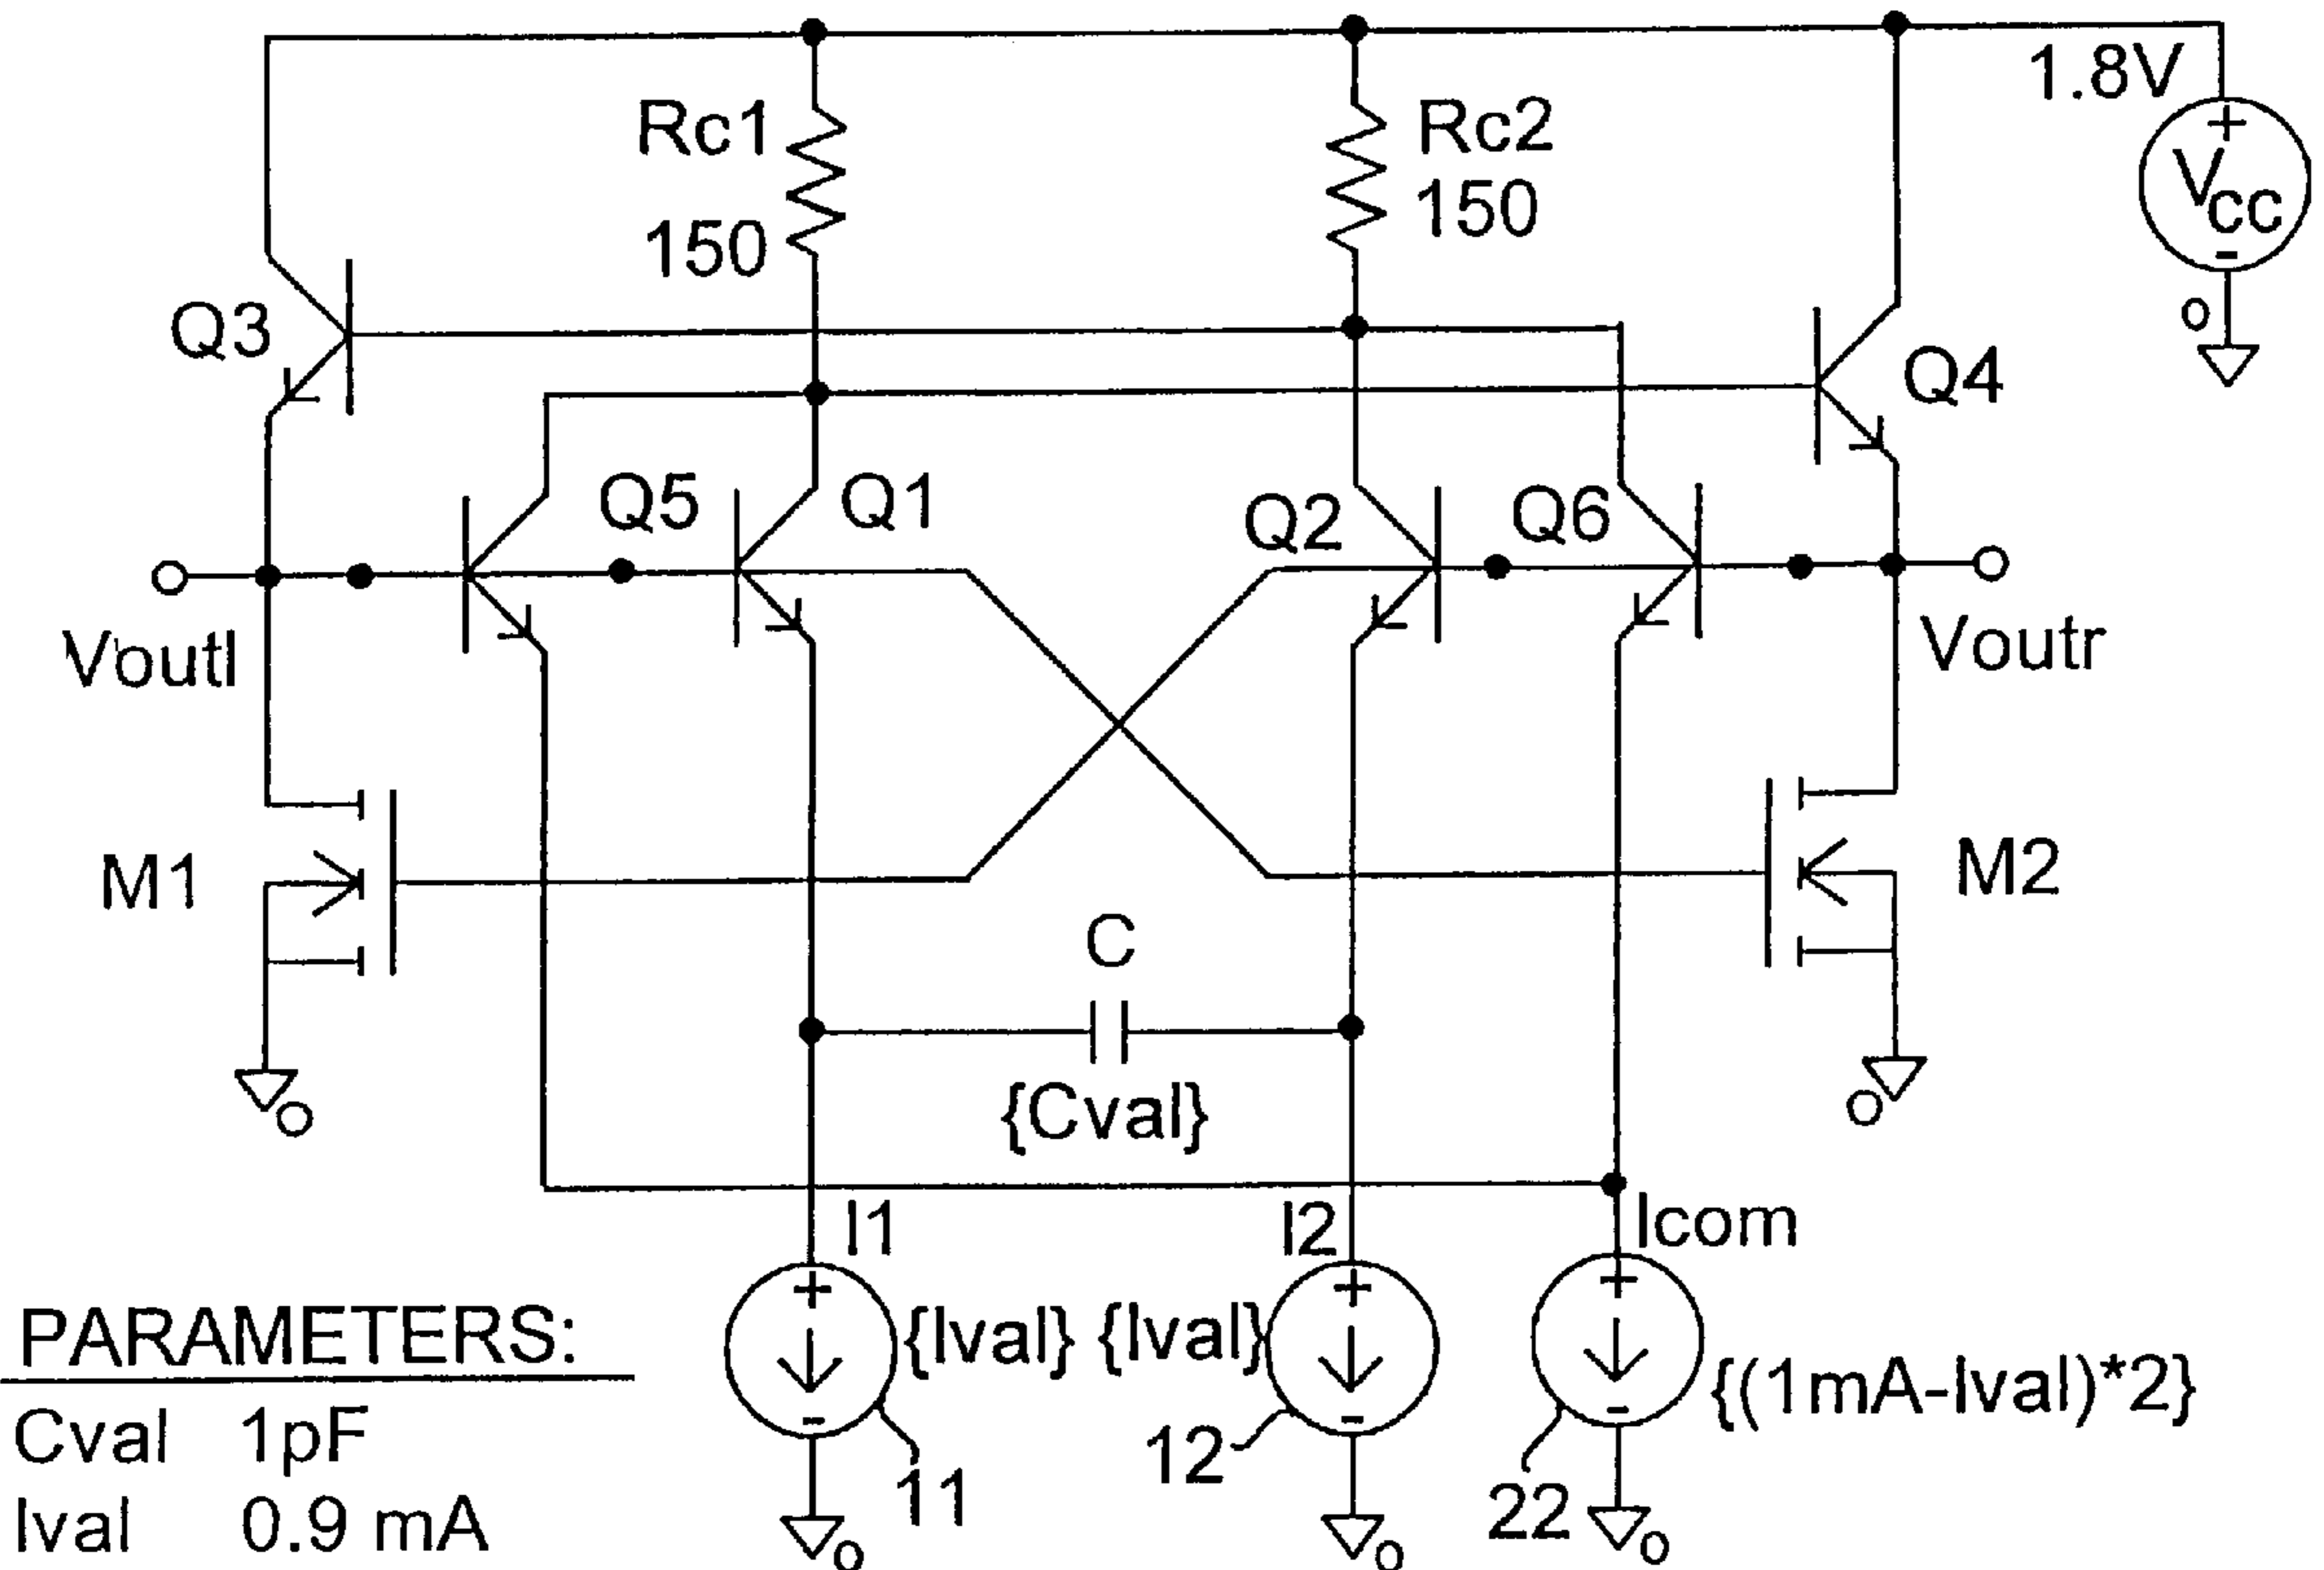 1.8V
Rc1
150
Rc2
150
+
VCC
-
o
Q3
Q4
Q5
Q1
Q2
Q6
Voutl
Voutr
M1
M2
C
{Cval}
o
o
I1
I2
Icom
+
+
+
{Ival}
{Ival}
{(1mA-Ival)*2}
-
-
-
11
12
22
o
o
o
PARAMETERS:
Cval 1pF
Ival 0.9 mA